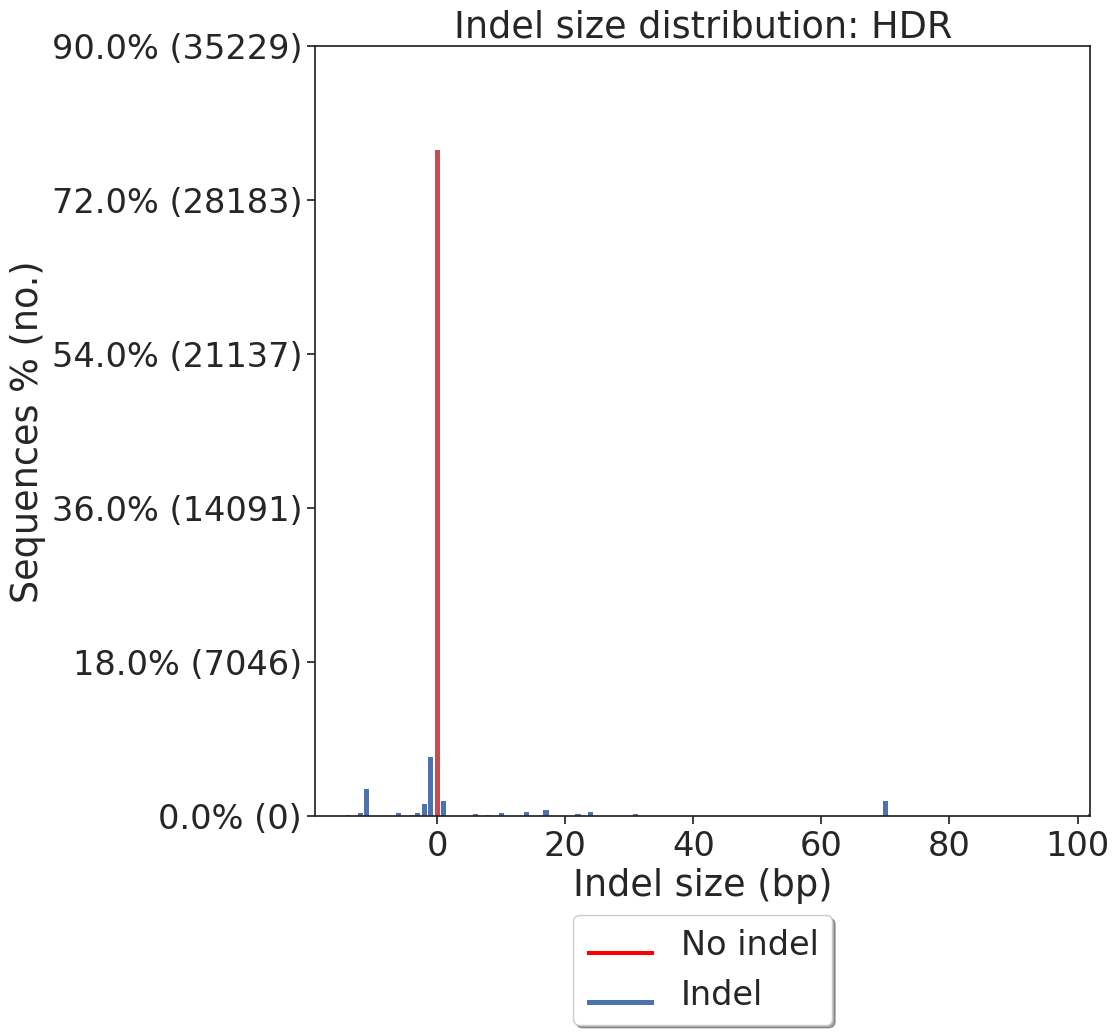 Indel size distribution: HDR
90.0% (35229)
72.0% (28183)
54.0% (21137)
36.0% (14091)
18.0% (7046)
0.0% (0)
Sequences % (no.)
0 20 40 60 80 100
Indel size (bp)
No indel
Indel